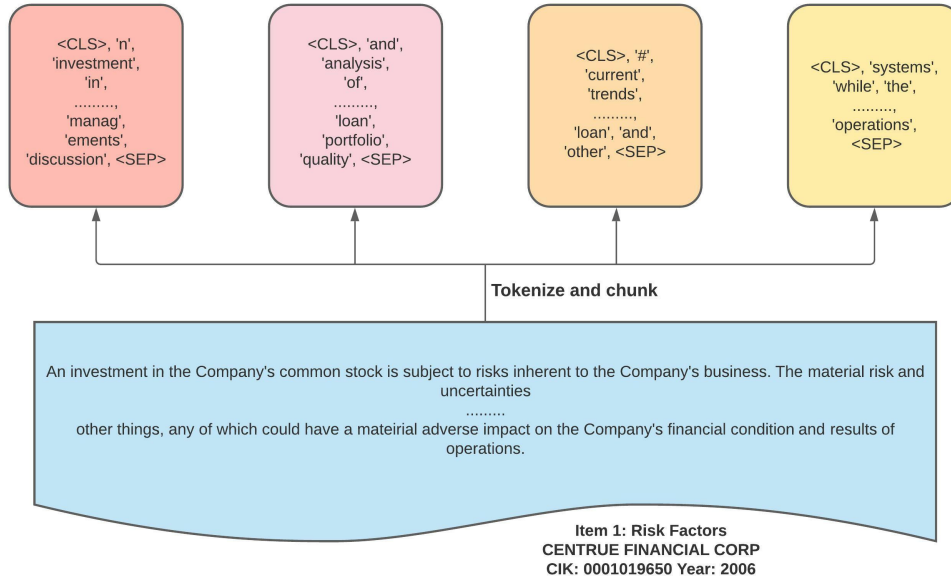 <CLS>, 'n',
'investment',
'in',
.........,
'manag',
'ements',
'discussion', <SEP>
<CLS>, 'and',
'analysis',
'of',
.........,
'loan',
'portfolio',
'quality', <SEP>
<CLS>, '#',
'current',
'trends',
.........,
'loan', 'and',
'other', <SEP>
<CLS>, 'systems',
'while', 'the',
.........,
'operations',
<SEP>
Tokenize and chunk
An investment in the Company's common stock is subject to risks inherent to the Company's business. The material risk and
uncertainties
.........
other things, any of which could have a mateirial adverse impact on the Company's financial condition and results of
operations.
Item 1: Risk Factors
CENTRUE FINANCIAL CORP
CIK: 0001019650 Year: 2006